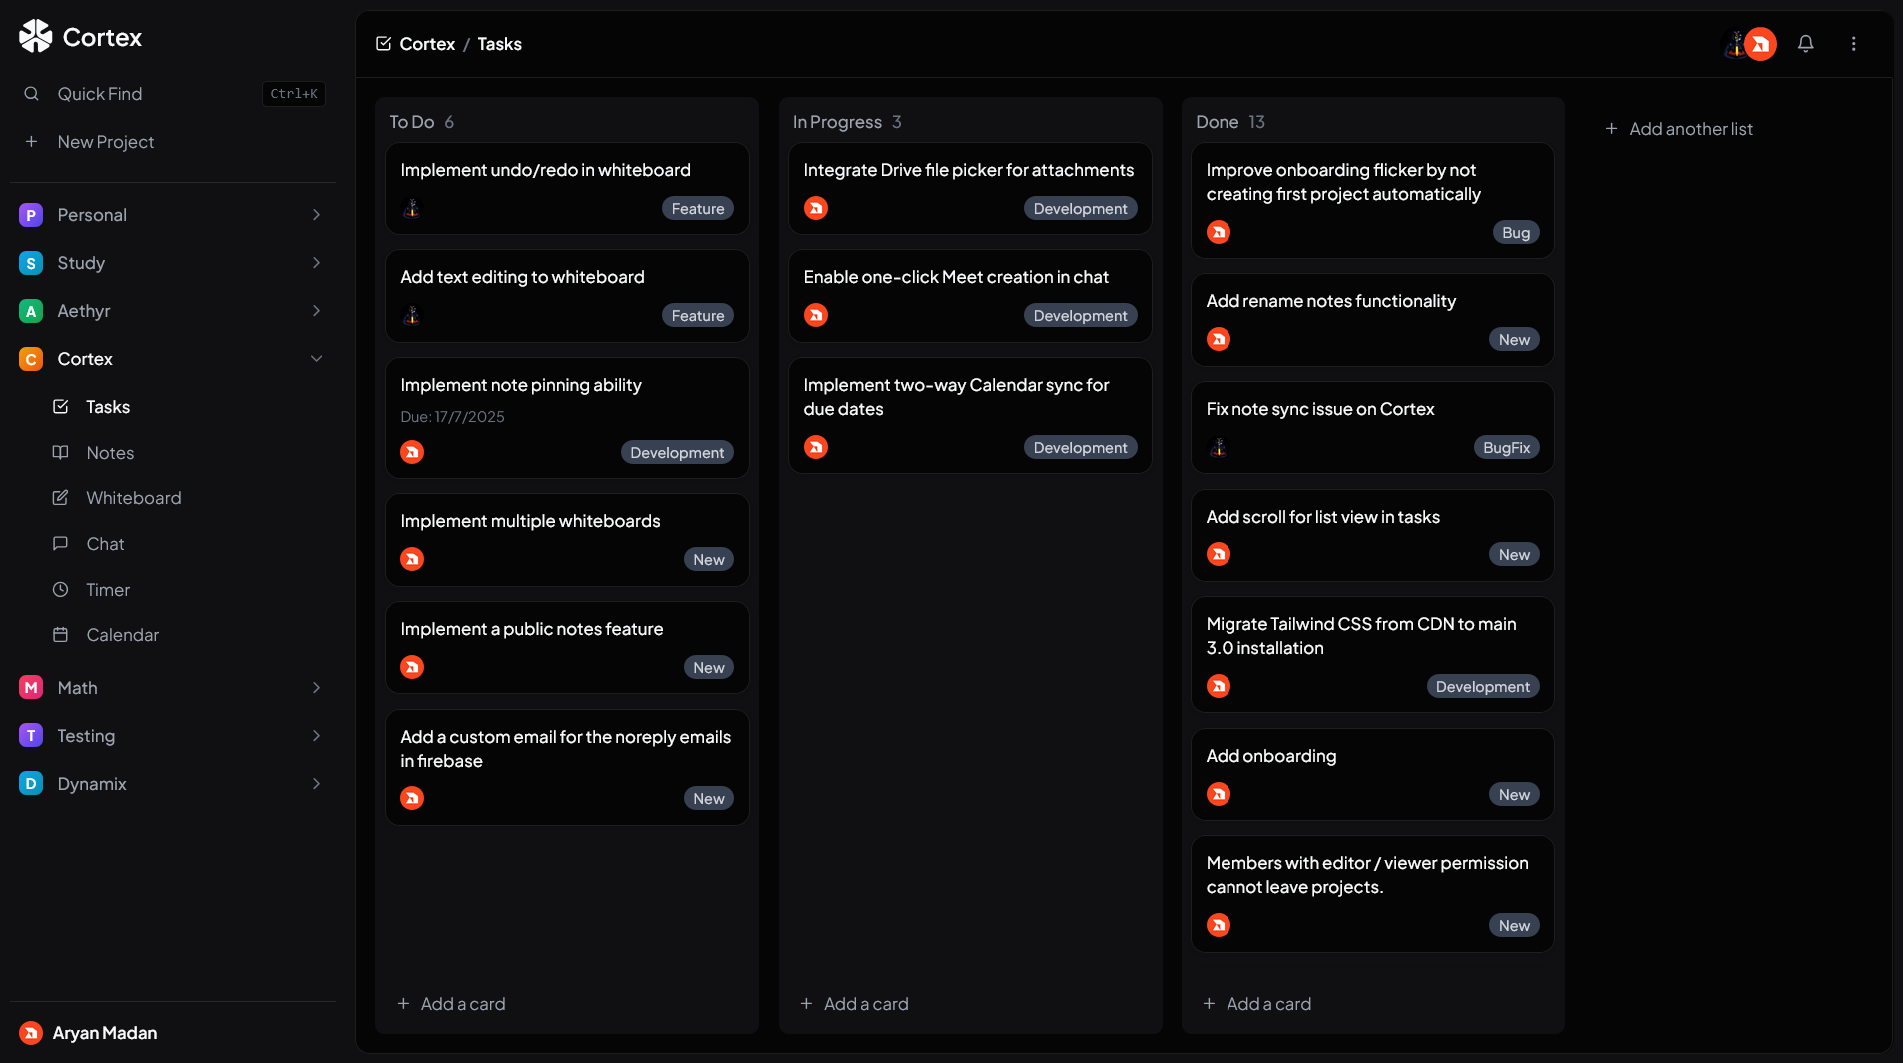 Cortex
Quick Find
Ctrl+K
New Project
P Personal
S Study
A Aethyr
C Cortex
Tasks
Notes
Whiteboard
Chat
Timer
Calendar
M Math
T Testing
D Dynamix
Aryan Madan
Cortex / Tasks
To Do 6
Implement undo/redo in whiteboard
Feature
Add text editing to whiteboard
Feature
Implement note pinning ability
Due: 17/7/2025
Development
Implement multiple whiteboards
New
Implement a public notes feature
New
Add a custom email for the noreply emails
in firebase
New
+ Add a card
In Progress 3
Integrate Drive file picker for attachments
Development
Enable one-click Meet creation in chat
Development
Implement two-way Calendar sync for
due dates
Development
+ Add a card
Done 13
Improve onboarding flicker by not
creating first project automatically
Bug
Add rename notes functionality
New
Fix note sync issue on Cortex
BugFix
Add scroll for list view in tasks
New
Migrate Tailwind CSS from CDN to main
3.0 installation
Development
Add onboarding
New
Members with editor / viewer permission
cannot leave projects.
New
+ Add a card
+ Add another list